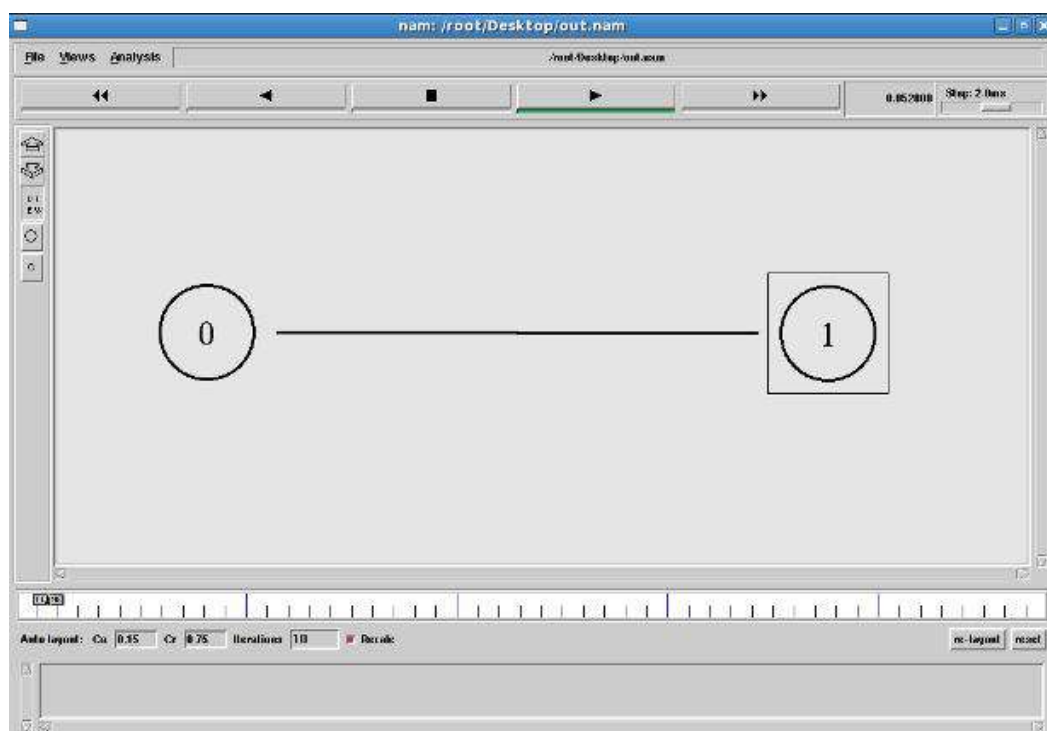 nam: /root/Desktop/out.nam
File Views Analysis /root/Desktop/out.nam
0.052000 Step: 2.0ms
0 1
Auto layout: Ca 0.15 Cr 0.75 Iterations 10 Recalc re-layout reset